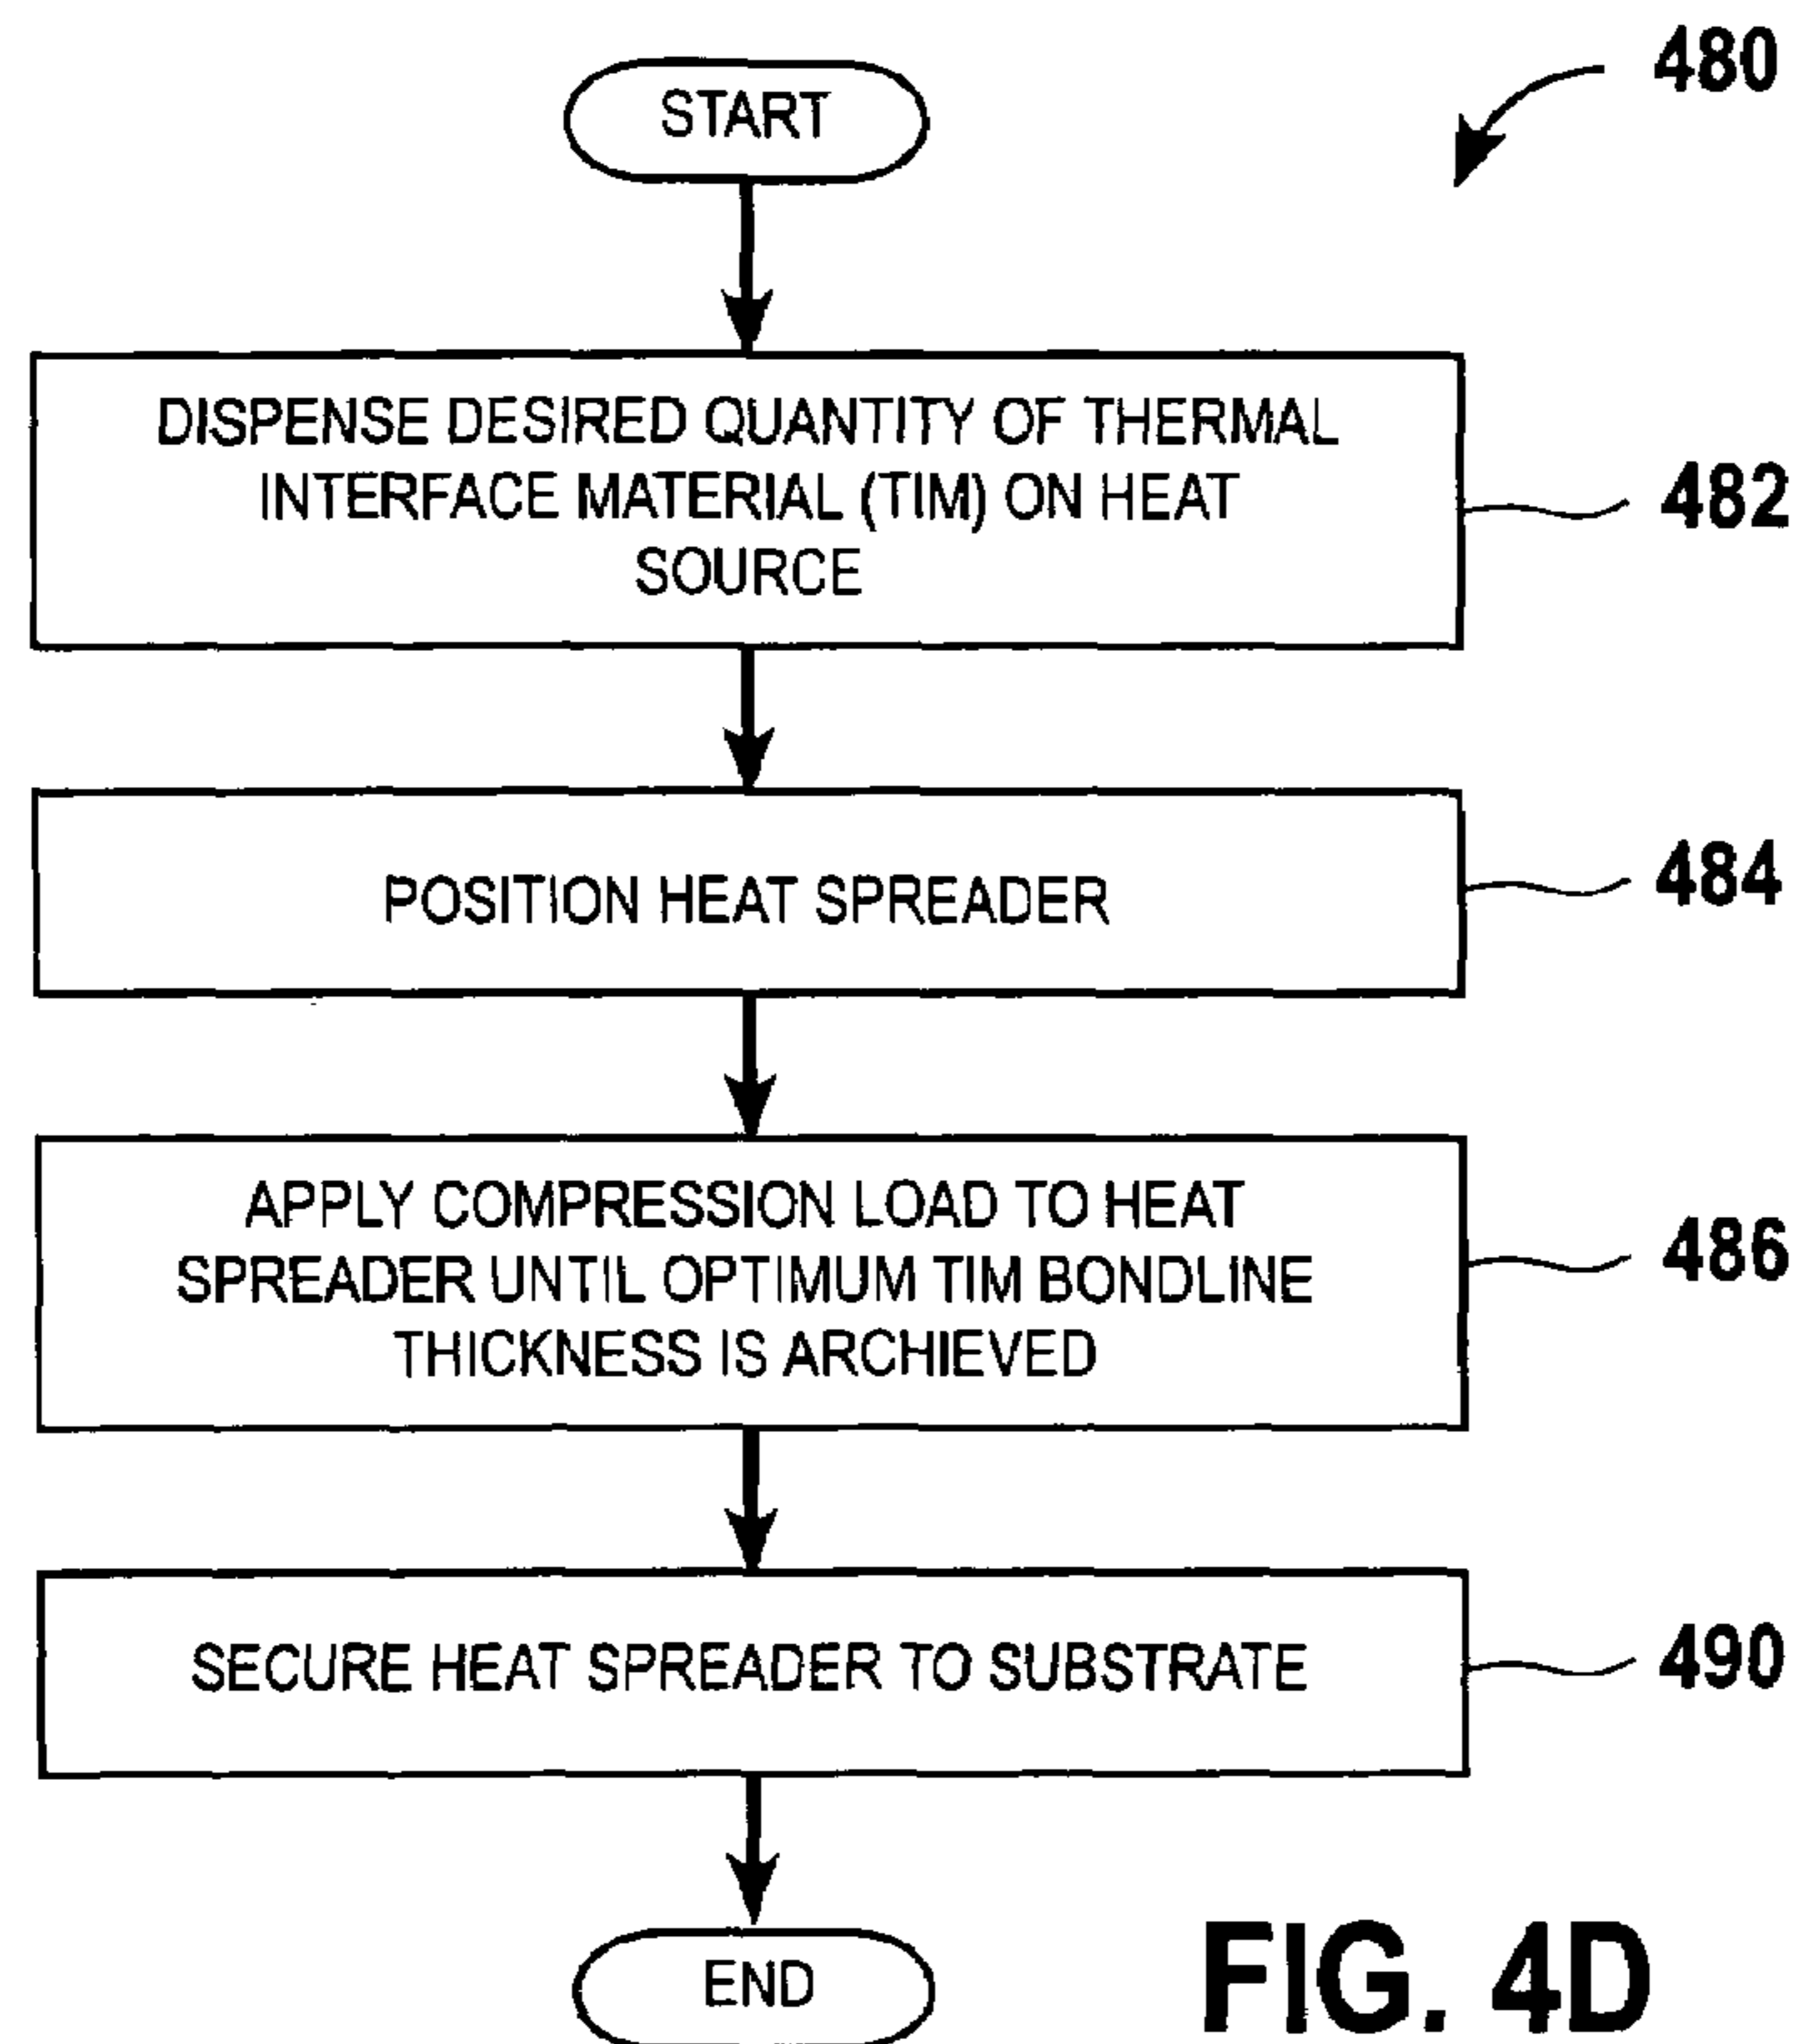 480
START
DISPENSE DESIRED QUANTITY OF THERMAL
INTERFACE MATERIAL (TIM) ON HEAT
SOURCE
482
POSITION HEAT SPREADER
484
APPLY COMPRESSION LOAD TO HEAT
SPREADER UNTIL OPTIMUM TIM BONDLINE
THICKNESS IS ARCHIEVED
486
SECURE HEAT SPREADER TO SUBSTRATE
490
END
FIG. 4D